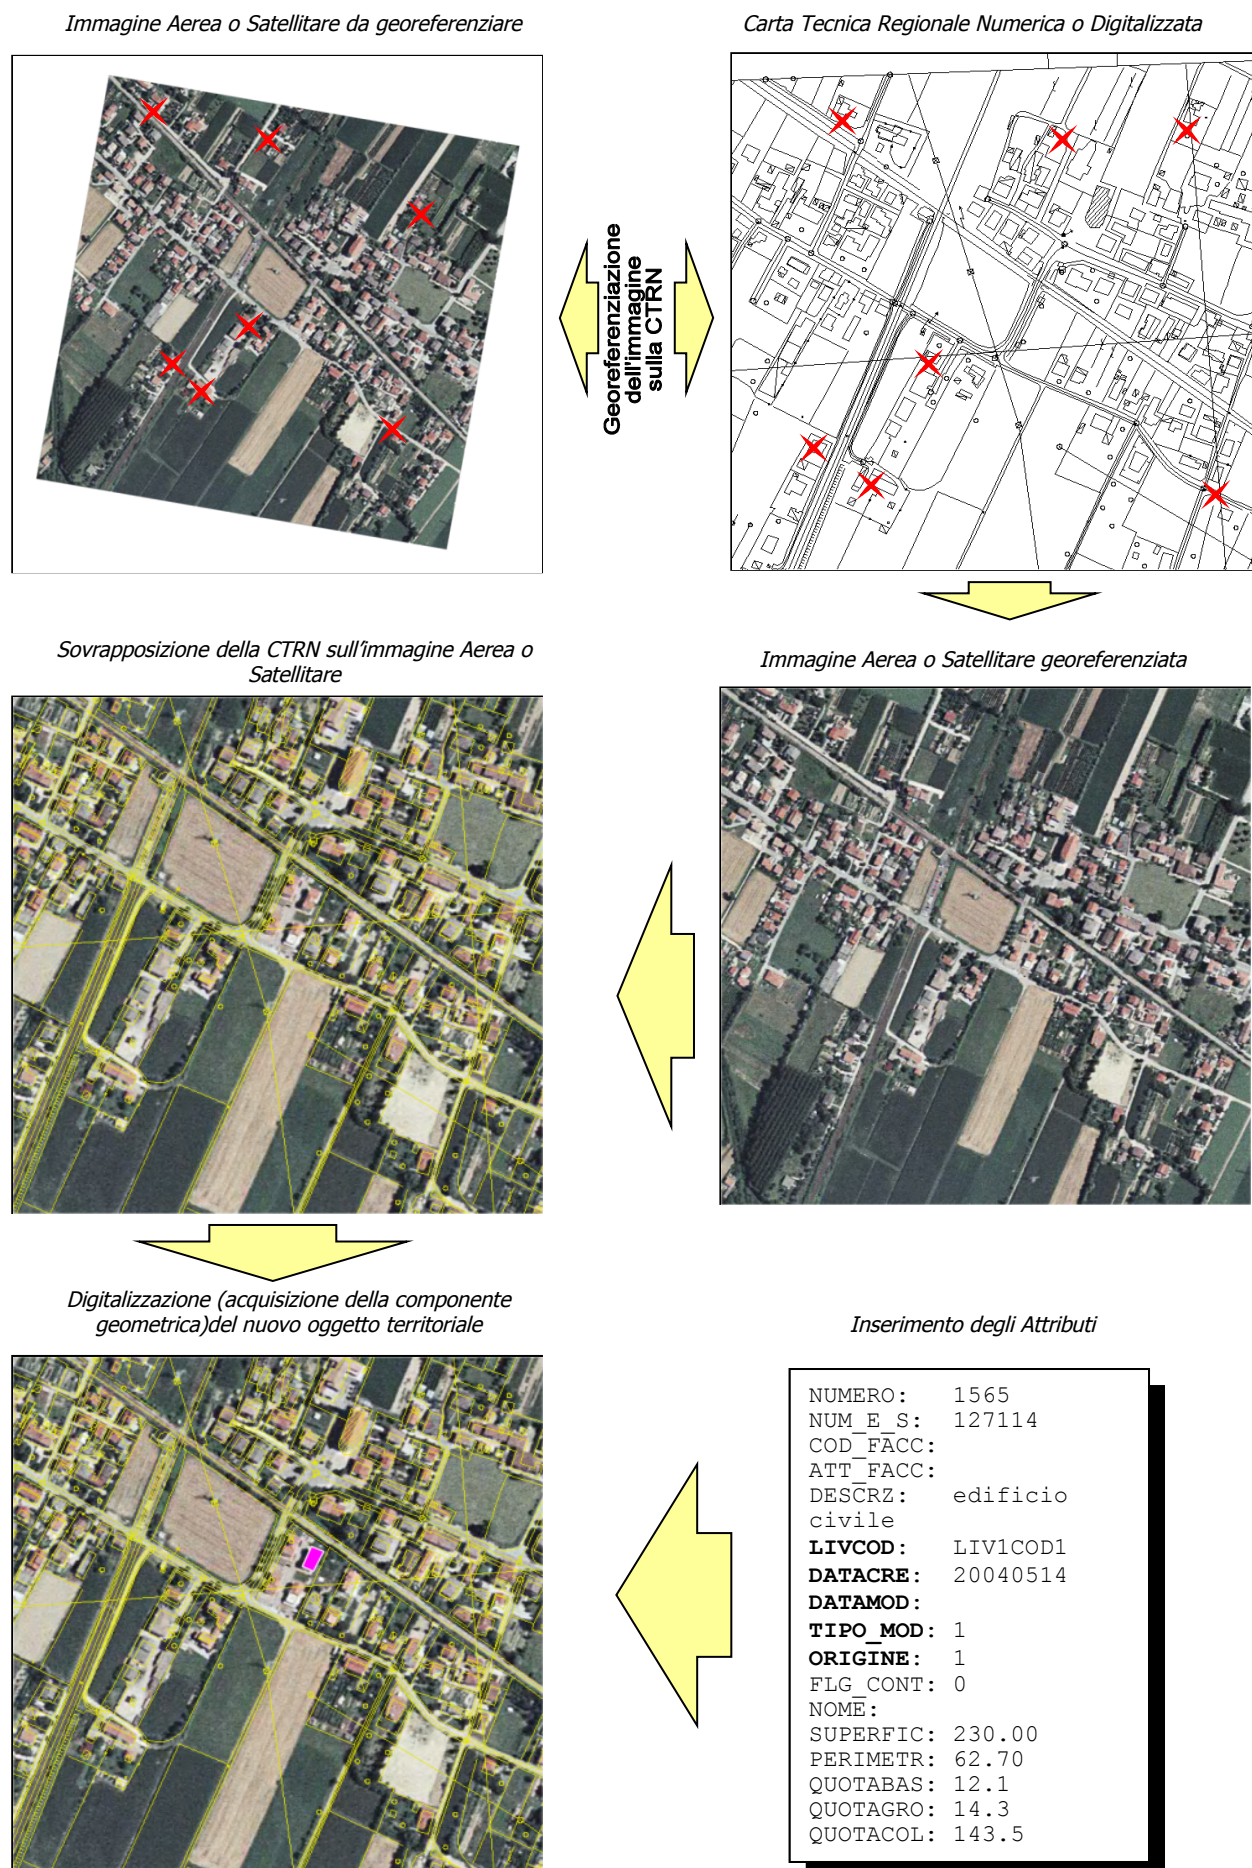 Immagine Aerea o Satellitare da georeferenziare
Carta Tecnica Regionale Numerica o Digitalizzata
Georeferenziazione
dell'immagine
sulla CTRN
Sovrapposizione della CTRN sull'immagine Aerea o
Satellitare
Immagine Aerea o Satellitare georeferenziata
Digitalizzazione (acquisizione della componente
geometrica)del nuovo oggetto territoriale
Inserimento degli Attributi
NUMERO: 1565
NUM_E_S: 127114
COD_FACC:
ATT_FACC:
DESCRZ: edificio
civile
LIVCOD: LIV1COD1
DATACRE: 20040514
DATAMOD:
TIPO_MOD: 1
ORIGINE: 1
FLG_CONT: 0
NOME:
SUPERFIC: 230.00
PERIMETR: 62.70
QUOTABAS: 12.1
QUOTAGRO: 14.3
QUOTACOL: 143.5